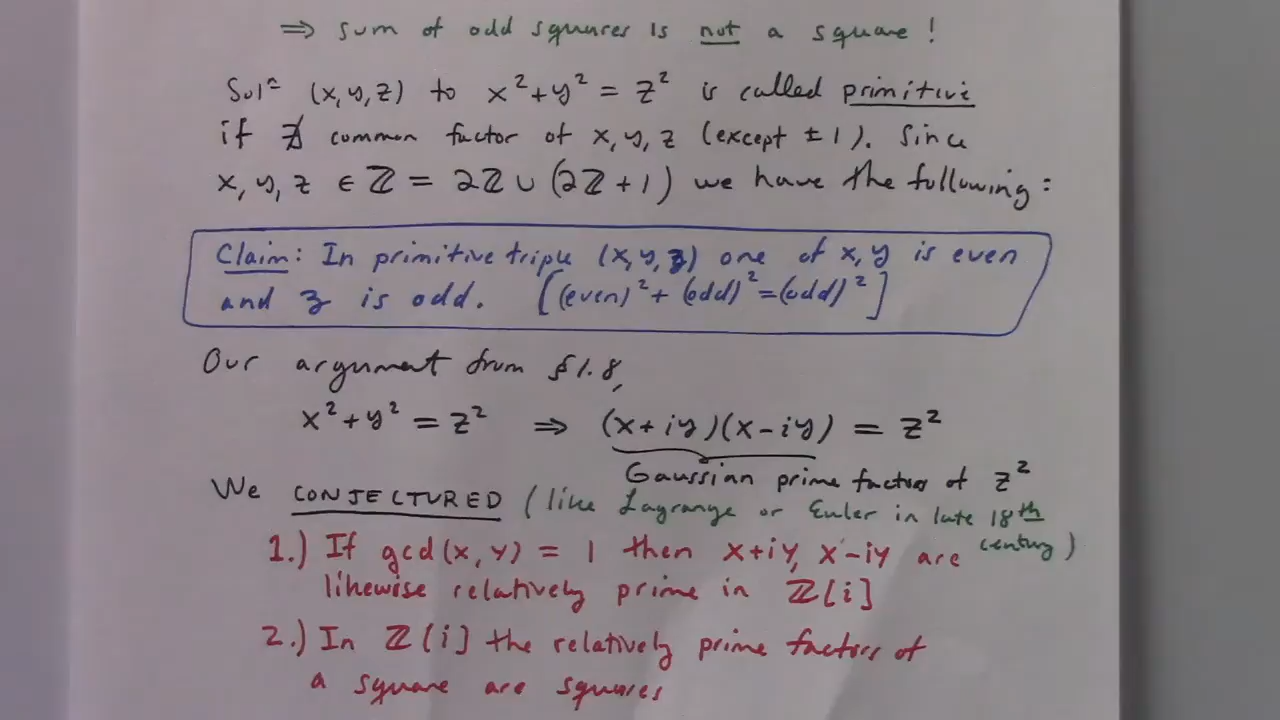 ⇒ sum of odd squares is not a square!
Solⁿ (x, y, z) to x² + y² = z² is called primitive
if ∄ common factor of x, y, z (except ±1). Since
x, y, z ∈ ℤ = 2ℤ ∪ (2ℤ + 1) we have the following:
Claim: In primitive triple (x, y, z) one of x, y is even
and z is odd. [(even)² + (odd)² = (odd)²]
Our argument from §1.8,
x² + y² = z² ⇒ (x + iy)(x - iy) = z²
Gaussian prime factors of z²
We CONJECTURED (like Lagrange or Euler in late 18th century)
1.) If gcd(x, y) = 1 then x + iy, x - iy are
likewise relatively prime in ℤ[i]
2.) In ℤ[i] the relatively prime factors of
a square are squares